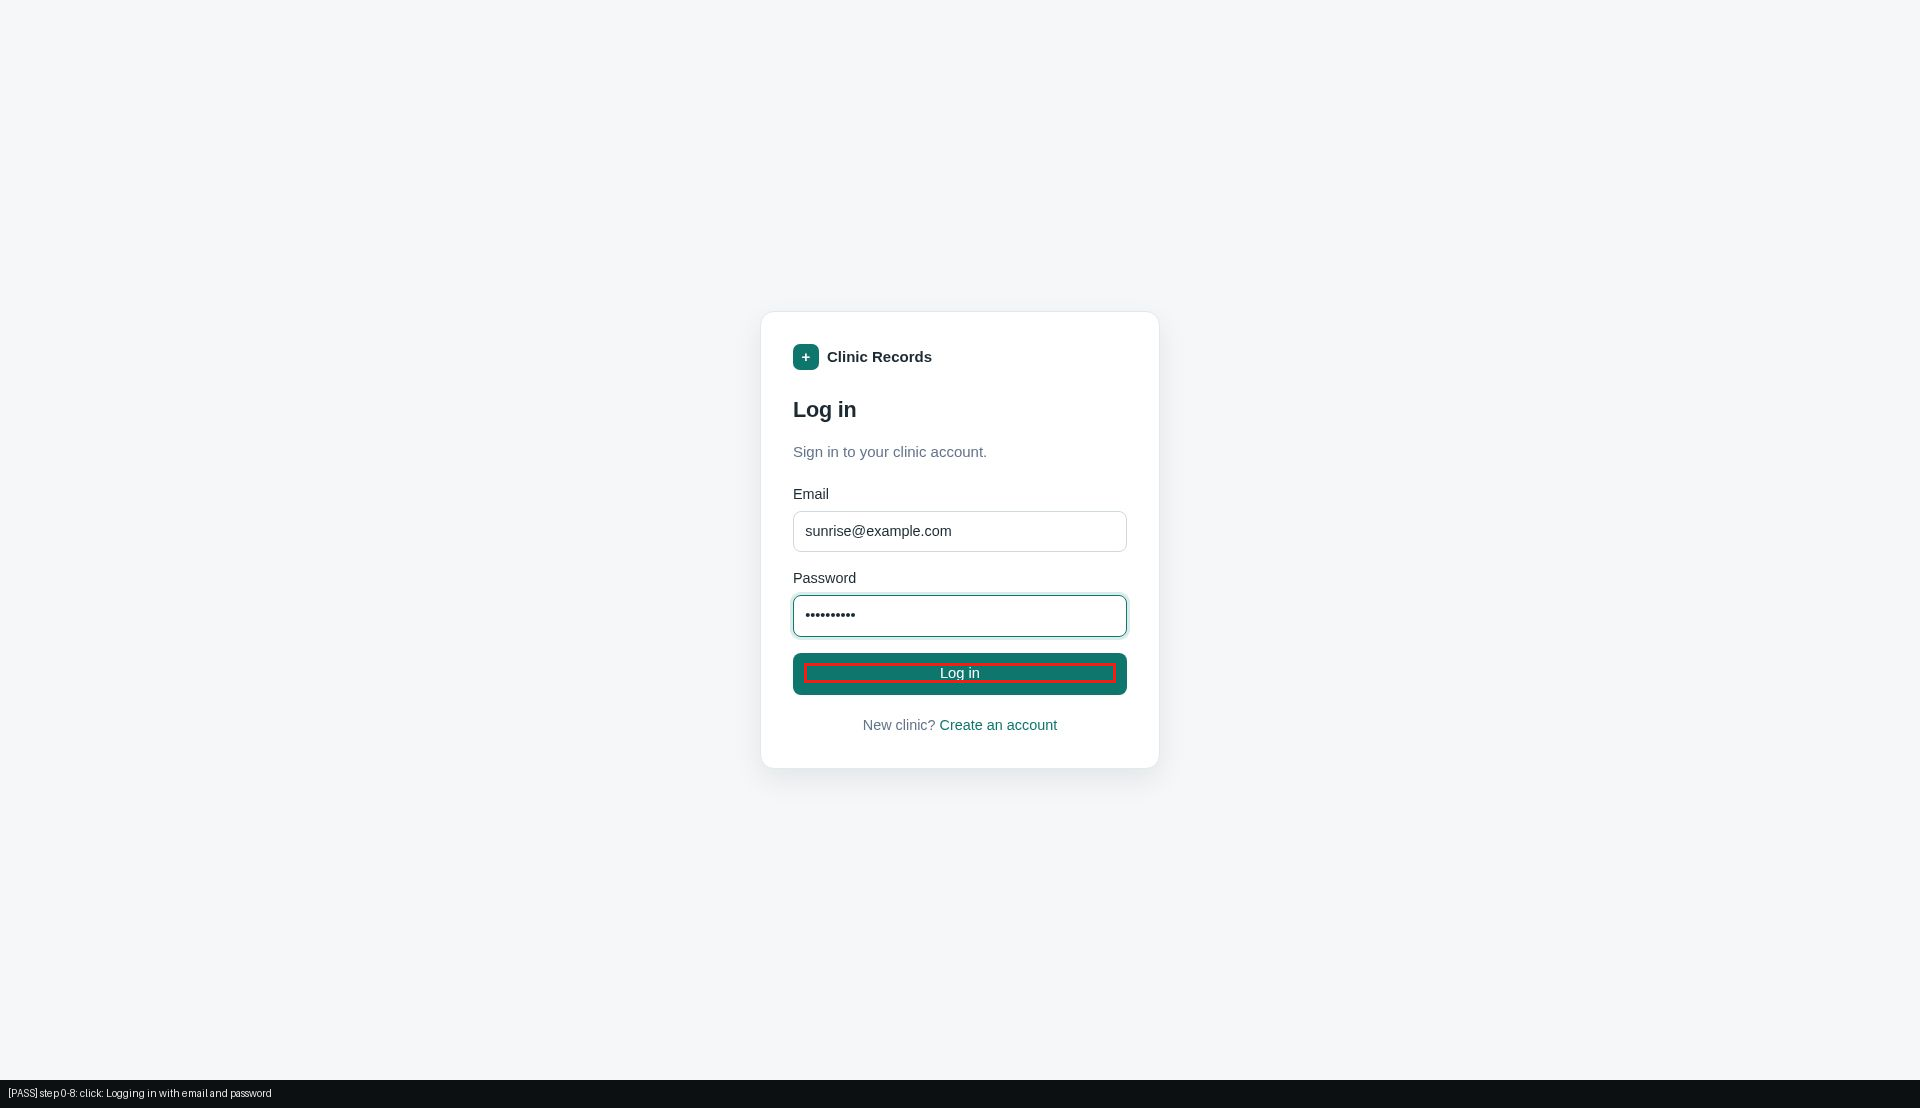 + Clinic Records
Log in
Sign in to your clinic account.
Email
sunrise@example.com
Password
••••••••••
Log in
New clinic? Create an account
[PASS] step 0-8: click: Logging in with email and password